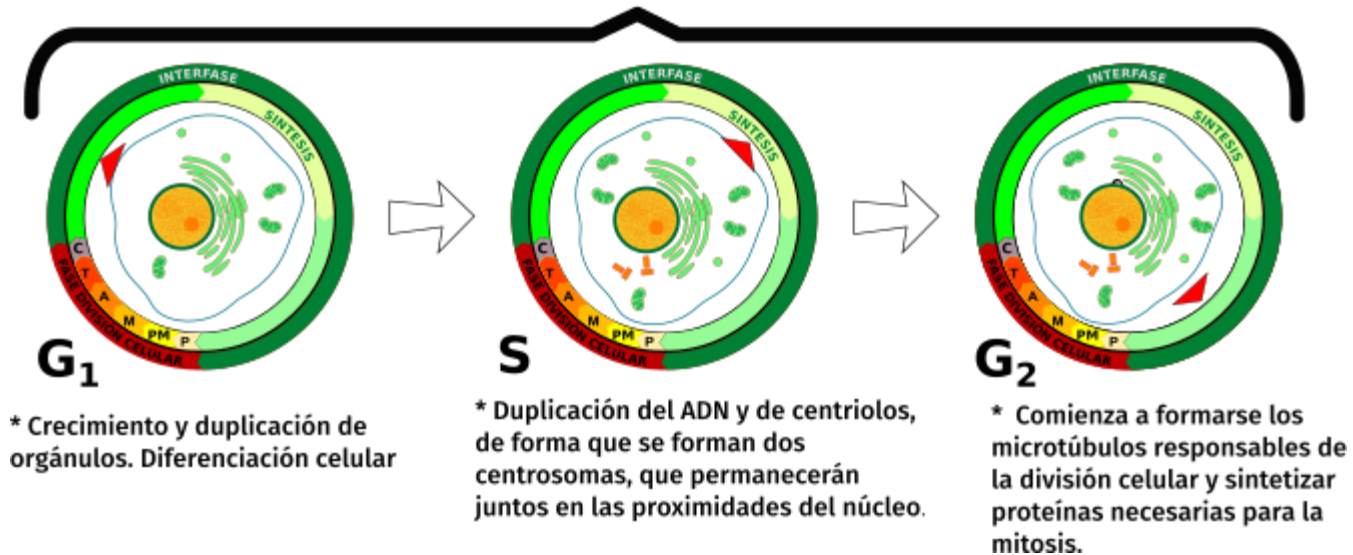 INTERFASE
SINTESIS
C
T
A
M
PM
P
FASE DIVISIÓN CELULAR
G1
* Crecimiento y duplicación de
orgánulos. Diferenciación celular
INTERFASE
SINTESIS
C
T
A
M
PM
P
FASE DIVISIÓN CELULAR
S
* Duplicación del ADN y de centriolos,
de forma que se forman dos
centrosomas, que permanecerán
juntos en las proximidades del núcleo.
INTERFASE
SINTESIS
C
T
A
M
PM
P
FASE DIVISIÓN CELULAR
G2
* Comienza a formarse los
microtúbulos responsables de
la división celular y sintetizar
proteínas necesarias para la
mitosis.